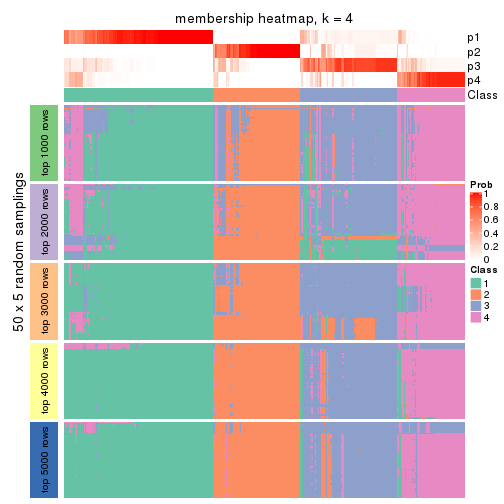 membership heatmap, k = 4
p1
p2
p3
p4
Class
50 x 5 random samplings
top 1000 rows
top 2000 rows
top 3000 rows
top 4000 rows
top 5000 rows
Prob
1
0.8
0.6
0.4
0.2
0
Class
1
2
3
4